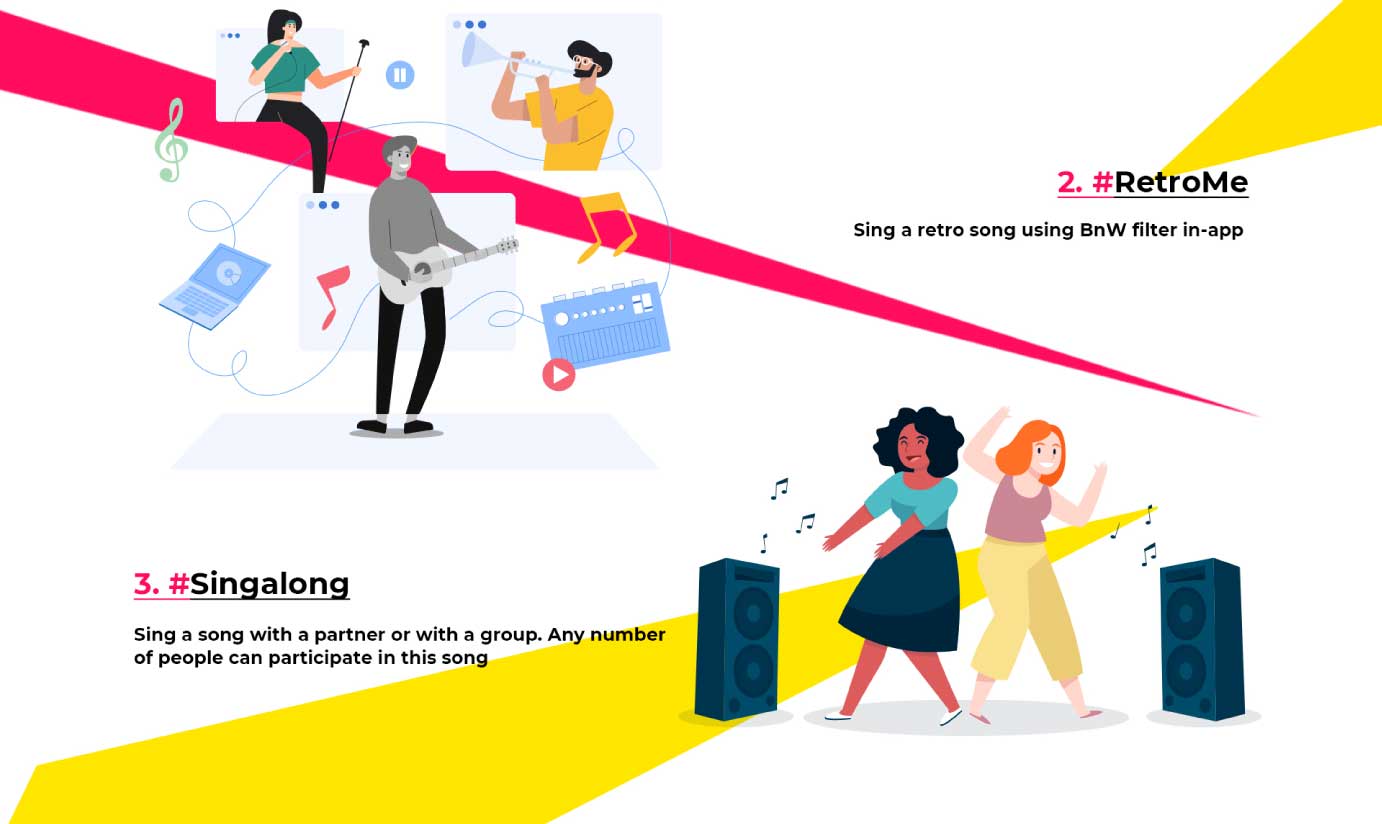 2. #RetroMe
Sing a retro song using BnW filter in-app
3. #Singalong
Sing a song with a partner or with a group. Any number
of people can participate in this song